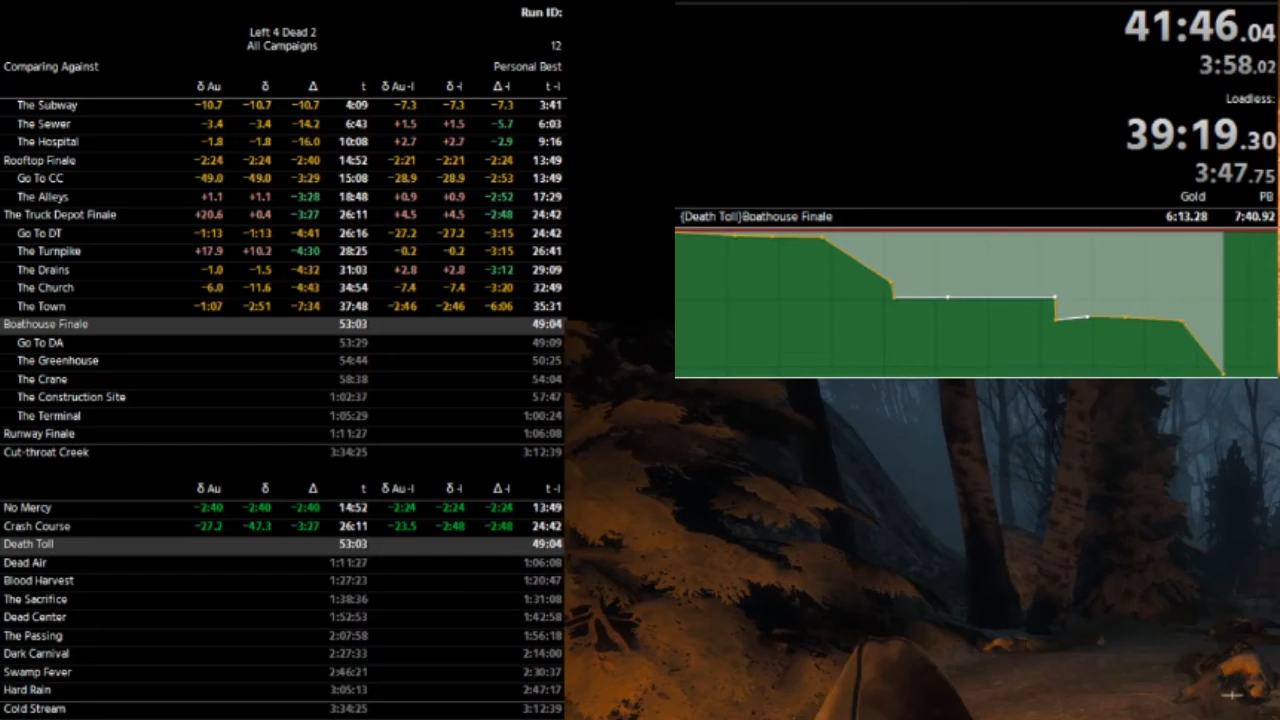 Run ID:
Left 4 Dead 2
All Campaigns
12
Comparing Against Personal Best
δ Au δ Δ t δ Au-l δ -l Δ -l t -l
The Subway −10.7 −10.7 −10.7 4:09 −7.3 −7.3 −7.3 3:41
The Sewer −3.4 −3.4 −14.2 6:43 +1.5 +1.5 −5.7 6:03
The Hospital −1.8 −1.8 −16.0 10:08 +2.7 +2.7 −2.9 9:16
Rooftop Finale −2:24 −2:24 −2:40 14:52 −2:21 −2:21 −2:24 13:49
Go To CC −49.0 −49.0 −3:29 15:08 −28.9 −28.9 −2:53 13:49
The Alleys +1.1 +1.1 −3:28 18:48 +0.9 +0.9 −2:52 17:29
The Truck Depot Finale +20.6 +0.4 −3:27 26:11 +4.5 +4.5 −2:48 24:42
Go To DT −1:13 −1:13 −4:41 26:16 −27.2 −27.2 −3:15 24:42
The Turnpike +17.9 +10.2 −4:30 28:25 −0.2 −0.2 −3:15 26:41
The Drains −1.0 −1.5 −4:32 31:03 +2.8 +2.8 −3:12 29:09
The Church −6.0 −11.6 −4:43 34:54 −7.4 −7.4 −3:20 32:49
The Town −1:07 −2:51 −7:34 37:48 −2:46 −2:46 −6:06 35:31
Boathouse Finale 53:03 49:04
Go To DA 53:29 49:09
The Greenhouse 54:44 50:25
The Crane 58:38 54:04
The Construction Site 1:02:37 57:47
The Terminal 1:05:29 1:00:24
Runway Finale 1:11:27 1:06:08
Cut-throat Creek 3:34:25 3:12:39
δ Au δ Δ t δ Au-l δ -l Δ -l t -l
No Mercy −2:40 −2:40 −2:40 14:52 −2:24 −2:24 −2:24 13:49
Crash Course −27.2 −47.3 −3:27 26:11 −23.5 −2:48 −2:48 24:42
Death Toll 53:03 49:04
Dead Air 1:11:27 1:06:08
Blood Harvest 1:27:23 1:20:47
The Sacrifice 1:38:36 1:31:08
Dead Center 1:52:53 1:42:58
The Passing 2:07:58 1:56:18
Dark Carnival 2:27:33 2:14:00
Swamp Fever 2:46:21 2:30:37
Hard Rain 3:05:13 2:47:17
Cold Stream 3:34:25 3:12:39
41:46.04
3:58.02
Loadless:
39:19.30
3:47.75
Gold PB
{Death Toll}Boathouse Finale 6:13.28 7:40.92